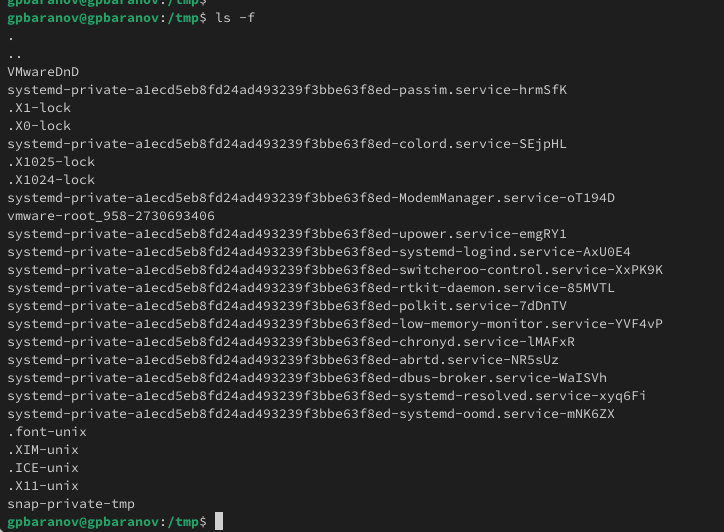 gpbaranov@gpbaranov:/tmp$
gpbaranov@gpbaranov:/tmp$ ls -f
.
..
VMwareDnD
systemd-private-a1ecd5eb8fd24ad493239f3bbe63f8ed-passim.service-hrmSfK
.X1-lock
.X0-lock
systemd-private-a1ecd5eb8fd24ad493239f3bbe63f8ed-colord.service-SEjpHL
.X1025-lock
.X1024-lock
systemd-private-a1ecd5eb8fd24ad493239f3bbe63f8ed-ModemManager.service-oT194D
vmware-root_958-2730693406
systemd-private-a1ecd5eb8fd24ad493239f3bbe63f8ed-upower.service-emgRY1
systemd-private-a1ecd5eb8fd24ad493239f3bbe63f8ed-systemd-logind.service-AxU0E4
systemd-private-a1ecd5eb8fd24ad493239f3bbe63f8ed-switcheroo-control.service-XxPK9K
systemd-private-a1ecd5eb8fd24ad493239f3bbe63f8ed-rtkit-daemon.service-85MVTL
systemd-private-a1ecd5eb8fd24ad493239f3bbe63f8ed-polkit.service-7dDnTV
systemd-private-a1ecd5eb8fd24ad493239f3bbe63f8ed-low-memory-monitor.service-YVF4vP
systemd-private-a1ecd5eb8fd24ad493239f3bbe63f8ed-chronyd.service-lMAFxR
systemd-private-a1ecd5eb8fd24ad493239f3bbe63f8ed-abrtd.service-NR5sUz
systemd-private-a1ecd5eb8fd24ad493239f3bbe63f8ed-dbus-broker.service-WaISVh
systemd-private-a1ecd5eb8fd24ad493239f3bbe63f8ed-systemd-resolved.service-xyq6Fi
systemd-private-a1ecd5eb8fd24ad493239f3bbe63f8ed-systemd-oomd.service-mNK6ZX
.font-unix
.XIM-unix
.ICE-unix
.X11-unix
snap-private-tmp
gpbaranov@gpbaranov:/tmp$